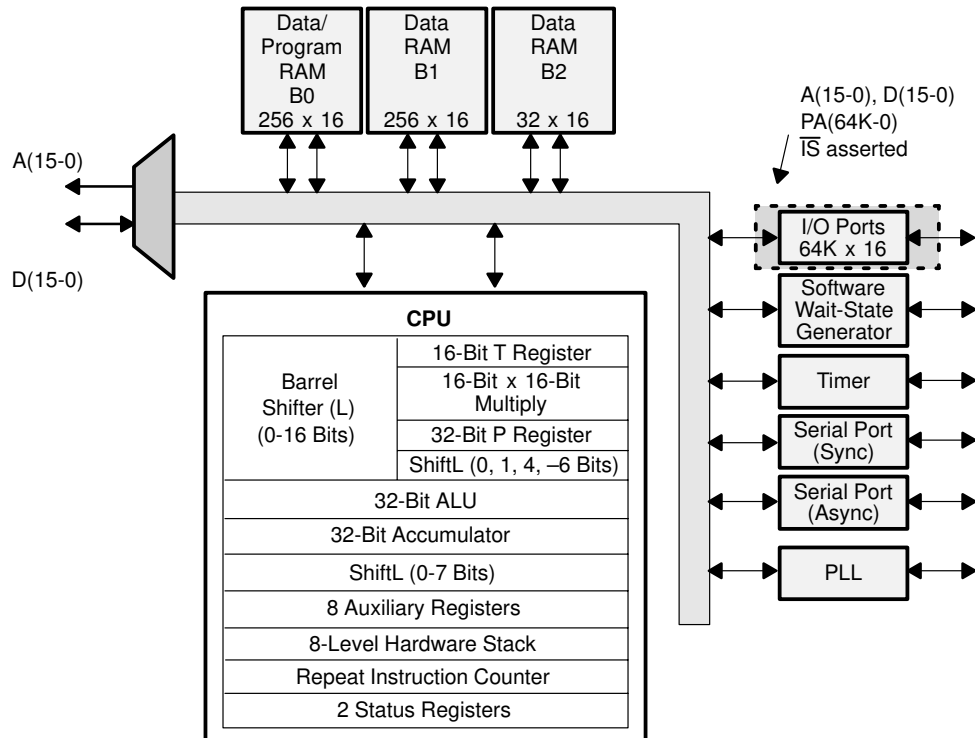 Data/
Program
RAM
B0
256 x 16
Data
RAM
B1
256 x 16
Data
RAM
B2
32 x 16
A(15-0), D(15-0)
PA(64K-0)
I̅S̅ asserted
A(15-0)
D(15-0)
I/O Ports
64K x 16
Software
Wait-State
Generator
Timer
Serial Port
(Sync)
Serial Port
(Async)
PLL
CPU
Barrel
Shifter (L)
(0-16 Bits)
16-Bit T Register
16-Bit x 16-Bit
Multiply
32-Bit P Register
ShiftL (0, 1, 4, –6 Bits)
32-Bit ALU
32-Bit Accumulator
ShiftL (0-7 Bits)
8 Auxiliary Registers
8-Level Hardware Stack
Repeat Instruction Counter
2 Status Registers